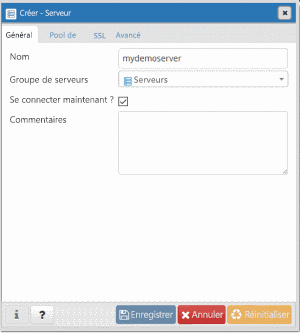 Créer - Serveur
Général Pool de SSL Avancé
Nom mydemoserver
Groupe de serveurs Serveurs
Se connecter maintenant ?
Commentaires
i ? Enregistrer Annuler Réinitialiser